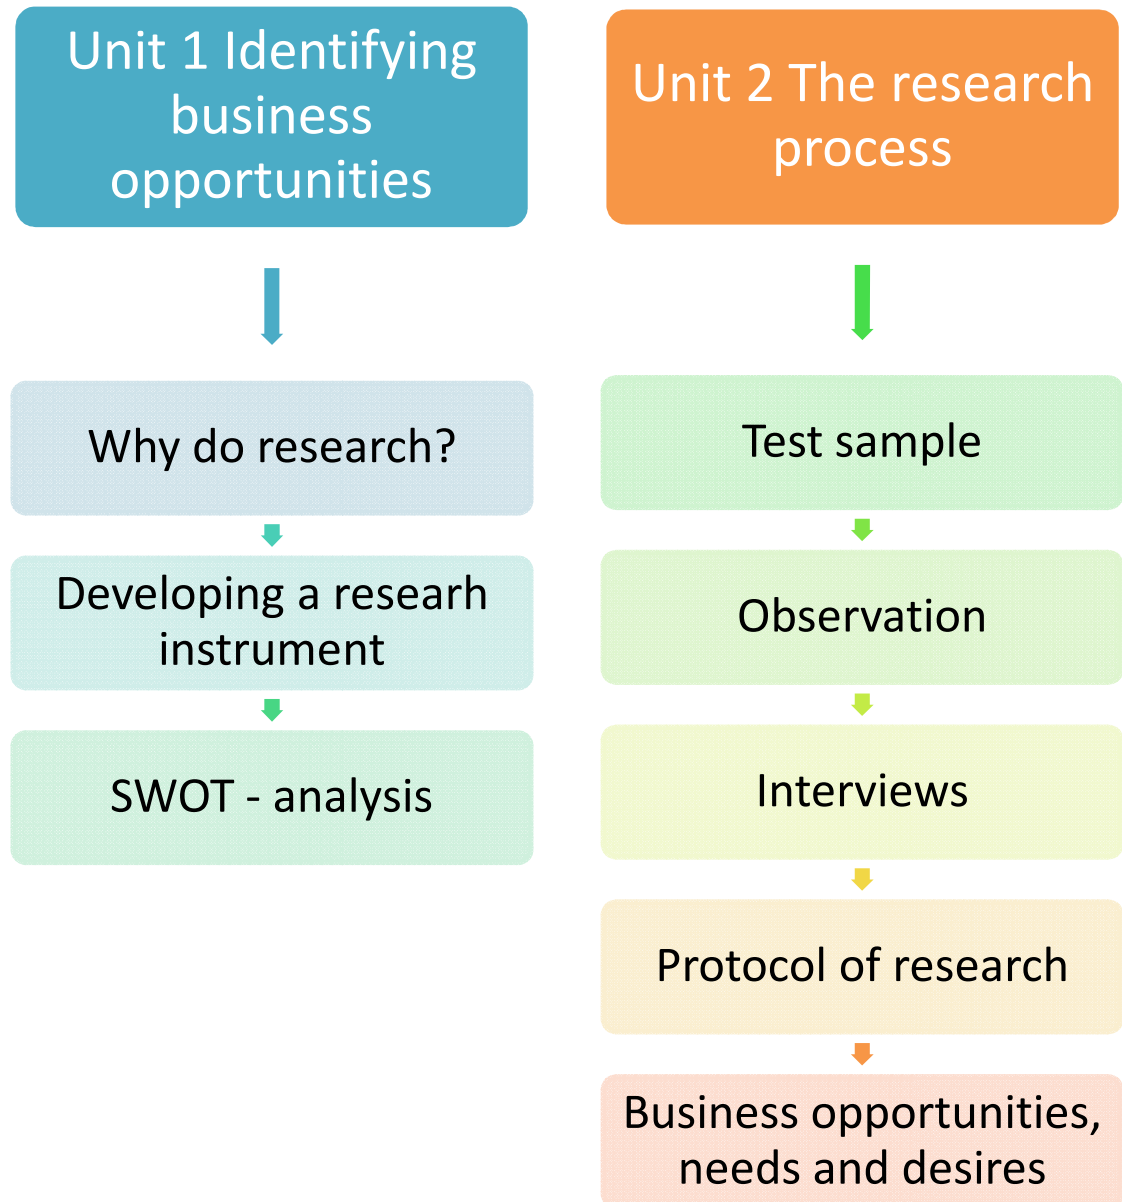 Unit 1 Identifying
business
opportunities
Why do research?
Developing a researh
instrument
SWOT - analysis
Unit 2 The research
process
Test sample
Observation
Interviews
Protocol of research
Business opportunities,
needs and desires